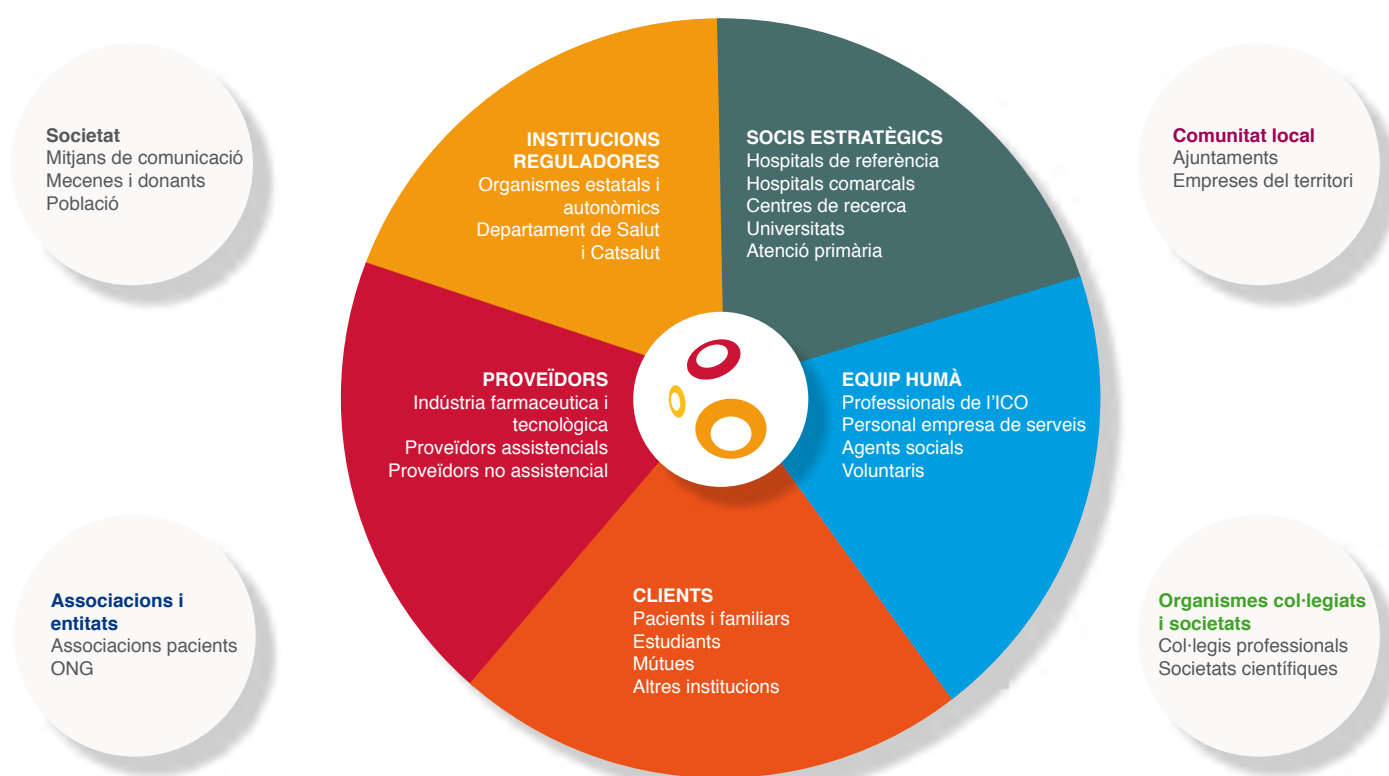 Societat
Mitjans de comunicació
Mecenes i donants
Població
INSTITUCIONS
REGULADORES
Organismes estatals i
autonòmics
Departament de Salut
i Catsalut
SOCIS ESTRATÈGICS
Hospitals de referència
Hospitals comarcals
Centres de recerca
Universitats
Atenció primària
Comunitat local
Ajuntaments
Empreses del territori
PROVEÏDORS
Indústria farmaceutica i
tecnològica
Proveïdors assistencials
Proveïdors no assistencial
EQUIP HUMÀ
Professionals de l’ICO
Personal empresa de serveis
Agents socials
Voluntaris
Associacions i
entitats
Associacions pacients
ONG
CLIENTS
Pacients i familiars
Estudiants
Mútues
Altres institucions
Organismes col·legiats
i societats
Col·legis professionals
Societats científiques